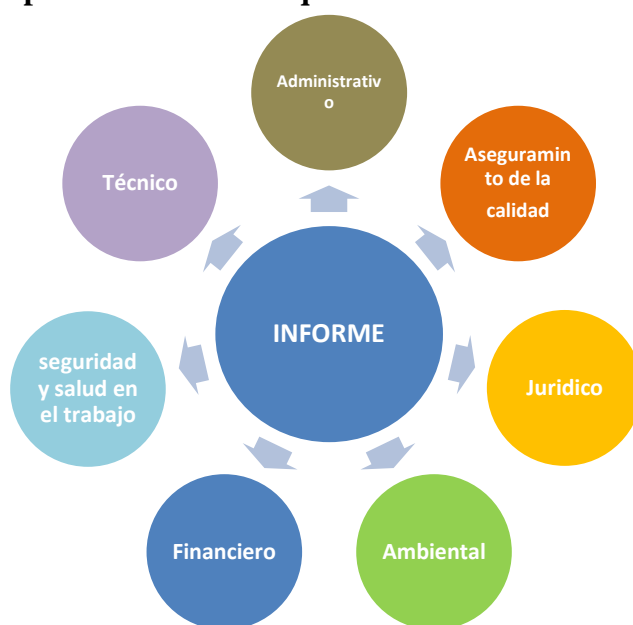 Administrativ
o
Aseguramin
to de la
calidad
Técnico
INFORME
seguridad
y salud en
el trabajo
Juridico
Financiero
Ambiental